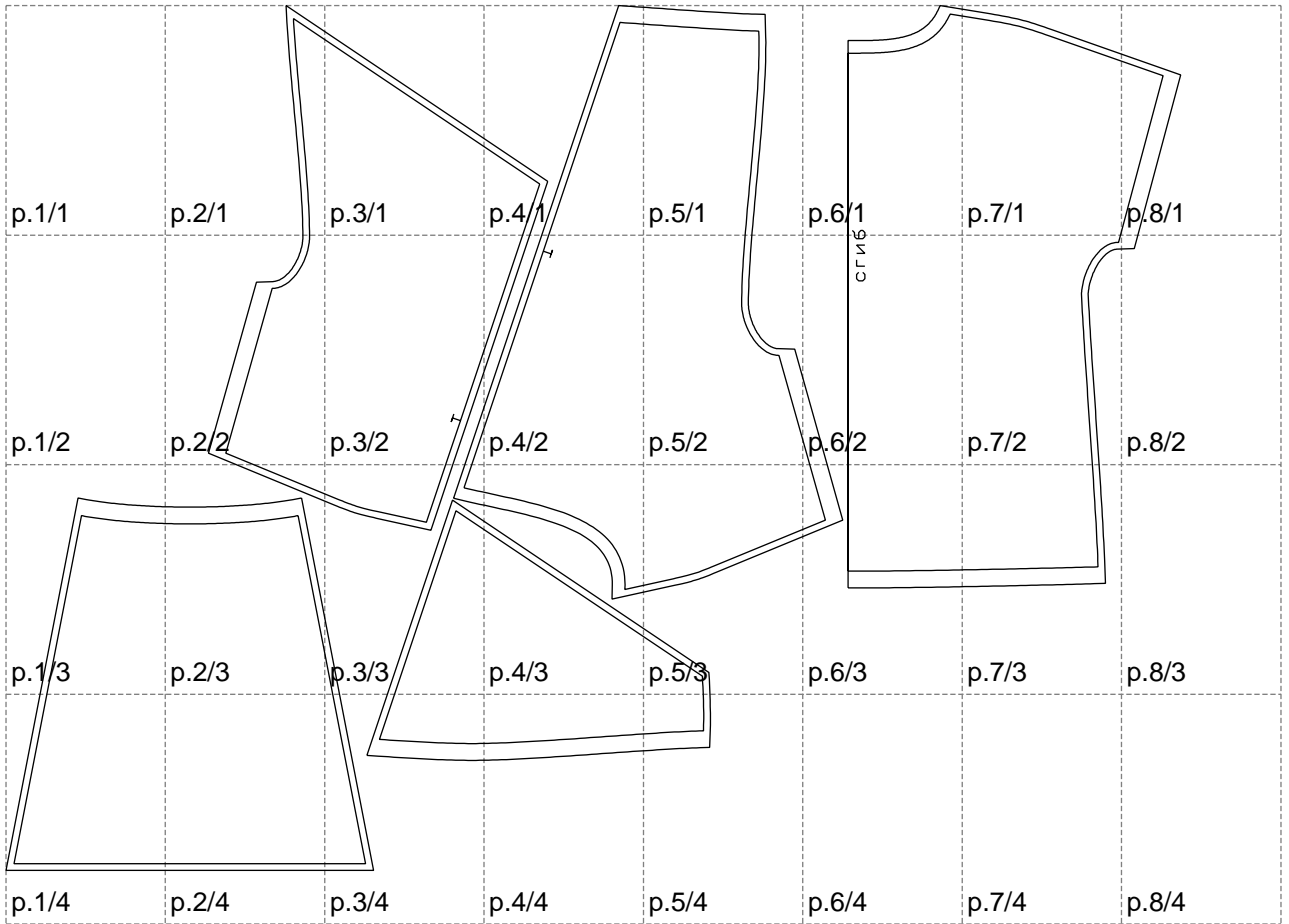 p.1/1 p.2/1 p.3/1 p.4/1 p.5/1 p.6/1 p.7/1 p.8/1
сгиб
p.1/2 p.2/2 p.3/2 p.4/2 p.5/2 p.6/2 p.7/2 p.8/2
p.1/3 p.2/3 p.3/3 p.4/3 p.5/3 p.6/3 p.7/3 p.8/3
p.1/4 p.2/4 p.3/4 p.4/4 p.5/4 p.6/4 p.7/4 p.8/4